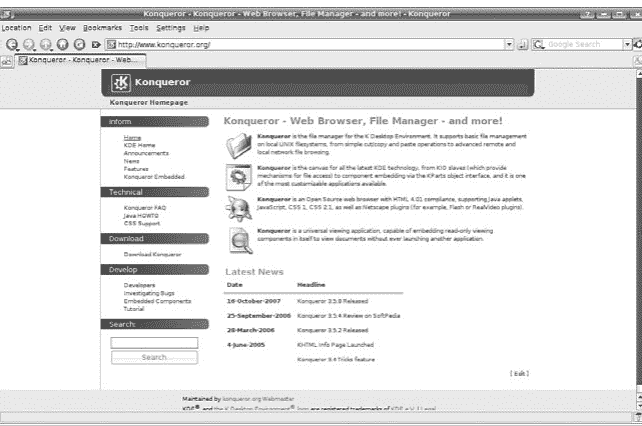 Konqueror - Konqueror - Web Browser, File Manager - and more! - Konqueror
Location Edit View Bookmarks Tools Settings Help
http://www.konqueror.org/
Google Search
Konqueror - Konqueror - Web...
Konqueror
Konqueror Homepage
Inform
Home
KDE Home
Announcements
News
Features
Konqueror Embedded
Technical
Konqueror FAQ
Java HOWTO
CSS Support
Download
Download Konqueror
Develop
Developers
Investigating Bugs
Embedded Components
Tutorial
Search:
Search...
Konqueror - Web Browser, File Manager - and more!
Konqueror is the file manager for the K Desktop Environment. It supports basic file management
on local UNIX filesystems, from simple cut/copy and paste operations to advanced remote and
local network file browsing.
Konqueror is the canvas for all the latest KDE technology, from KIO slaves (which provide
mechanisms for file access) to component embedding via the KParts object interface, and it is one
of the most customizable applications available.
Konqueror is an Open Source web browser with HTML 4.01 compliance, supporting Java applets,
JavaScript, CSS 1, CSS 2.1, as well as Netscape plugins (for example, Flash or RealVideo plugins).
Konqueror is a universal viewing application, capable of embedding read-only viewing
components in itself to view documents without ever launching another application.
Latest News
Date Headline
16-October-2007 Konqueror 3.5.8 Released
25-September-2006 Konqueror 3.5.4 Review on SoftPedia
28-March-2006 Konqueror 3.5.2 Released
4-June-2005 KHTML Info Page Launched
Konqueror 3.4 Tricks feature
[ Edit ]
Maintained by konqueror.org Webmaster
KDE® and the K Desktop Environment® logo are registered trademarks of KDE e.V. | Legal